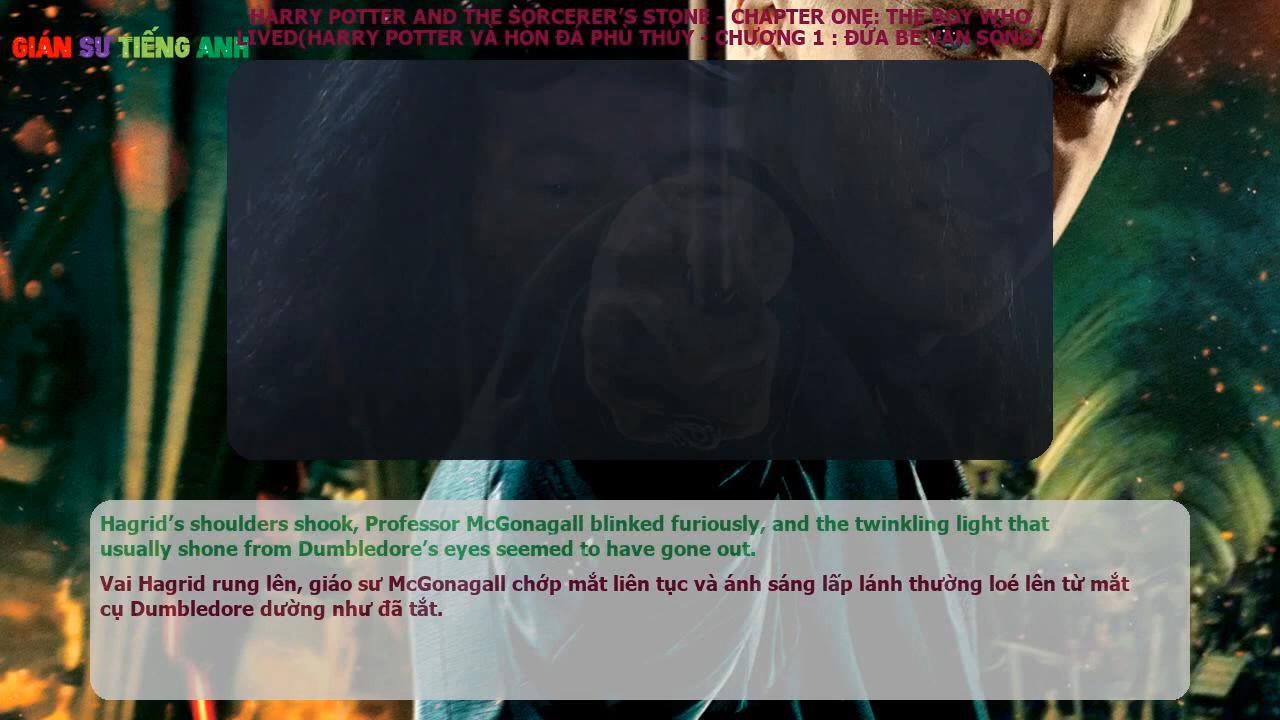 HARRY POTTER AND THE SORCERER'S STONE - CHAPTER ONE: THE BOY WHO
LIVED(HARRY POTTER VÀ HÒN ĐÁ PHÙ THUỶ - CHƯƠNG 1 : ĐỨA BÉ VẪN SỐNG)
GIÁN SƯ TIẾNG ANH
Hagrid's shoulders shook, Professor McGonagall blinked furiously, and the twinkling light that
usually shone from Dumbledore's eyes seemed to have gone out.
Vai Hagrid rung lên, giáo sư McGonagall chớp mắt liên tục và ánh sáng lấp lánh thường loé lên từ mắt
cụ Dumbledore dường như đã tắt.